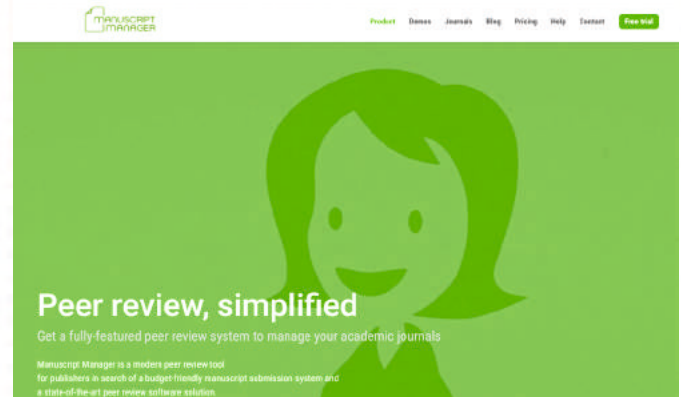 MANUSCRIPT
MANAGER
Product Demos Journals Blog Pricing Help Contact Free trial
Peer review, simplified
Get a fully-featured peer review system to manage your academic journals
Manuscript Manager is a modern peer review tool
for publishers in search of a budget-friendly manuscript submission system and
a state-of-the-art peer review software solution.